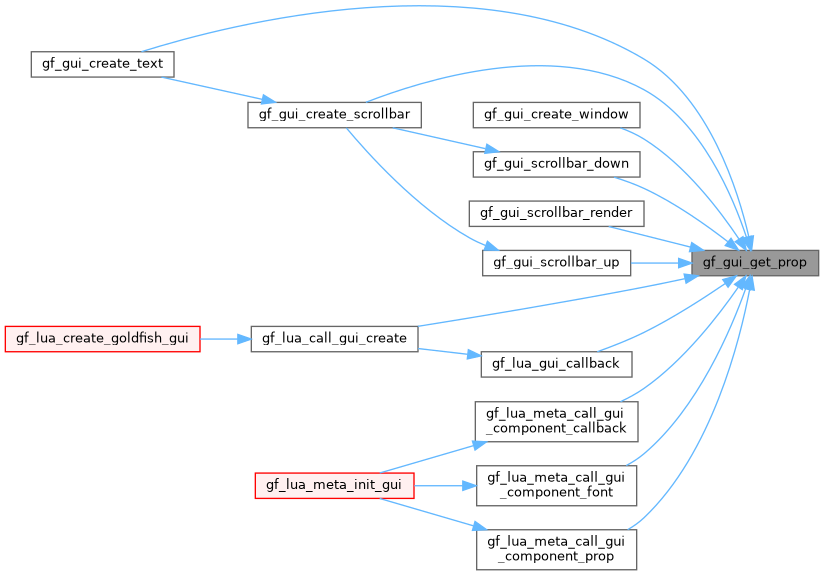 gf_gui_create_text
gf_gui_create_scrollbar
gf_gui_create_window
gf_gui_scrollbar_down
gf_gui_scrollbar_render
gf_gui_scrollbar_up
gf_gui_get_prop
gf_lua_create_goldfish_gui
gf_lua_call_gui_create
gf_lua_gui_callback
gf_lua_meta_call_gui
_component_callback
gf_lua_meta_init_gui
gf_lua_meta_call_gui
_component_font
gf_lua_meta_call_gui
_component_prop